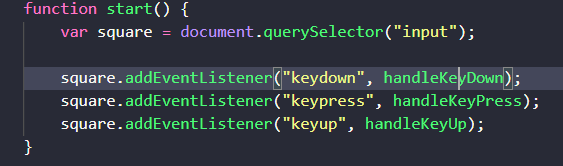 function start() {
var square = document.querySelector("input");
square.addEventListener("keydown", handleKeyDown);
square.addEventListener("keypress", handleKeyPress);
square.addEventListener("keyup", handleKeyUp);
}